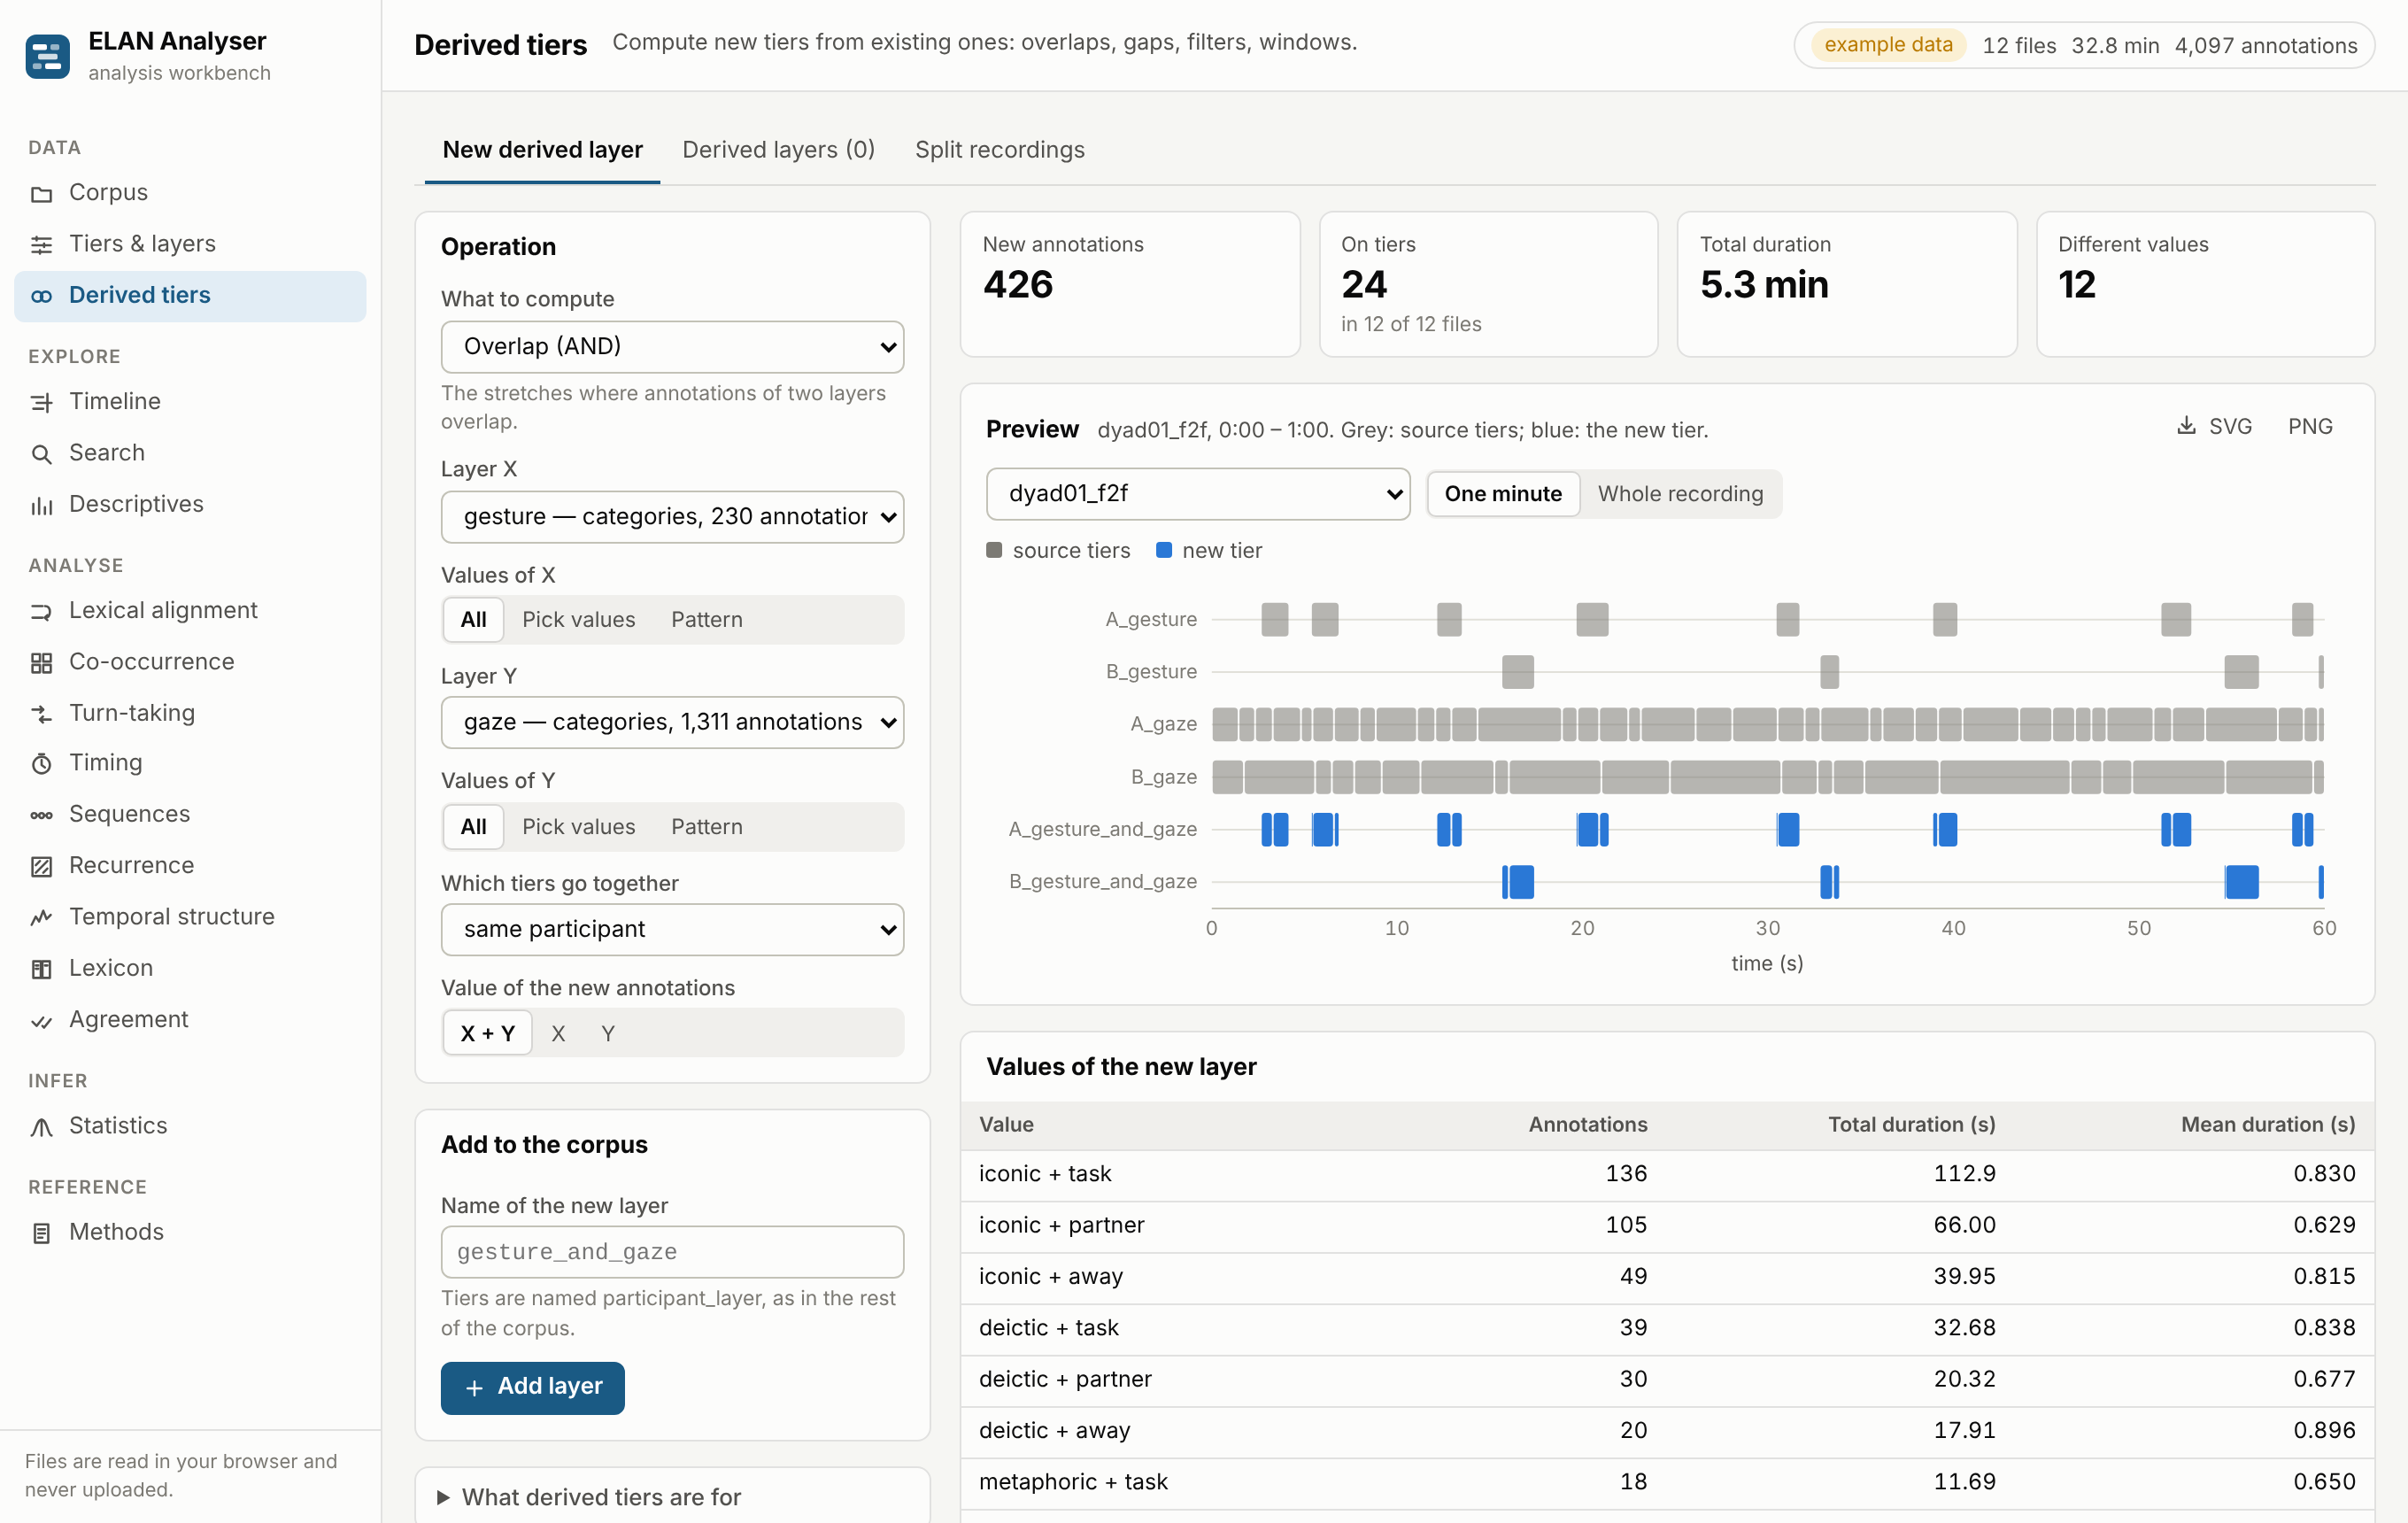 ELAN Analyser
analysis workbench
DATA
Corpus
Tiers & layers
Derived tiers
EXPLORE
Timeline
Search
Descriptives
ANALYSE
Lexical alignment
Co-occurrence
Turn-taking
Timing
Sequences
Recurrence
Temporal structure
Lexicon
Agreement
INFER
Statistics
REFERENCE
Methods
Files are read in your browser and
never uploaded.
Derived tiers Compute new tiers from existing ones: overlaps, gaps, filters, windows.
example data 12 files 32.8 min 4,097 annotations
New derived layer Derived layers (0) Split recordings
Operation
What to compute
Overlap (AND)
The stretches where annotations of two layers
overlap.
Layer X
gesture — categories, 230 annotation
Values of X
All Pick values Pattern
Layer Y
gaze — categories, 1,311 annotations
Values of Y
All Pick values Pattern
Which tiers go together
same participant
Value of the new annotations
X + Y X Y
Add to the corpus
Name of the new layer
gesture_and_gaze
Tiers are named participant_layer, as in the rest
of the corpus.
+ Add layer
What derived tiers are for
New annotations
426
On tiers
24
in 12 of 12 files
Total duration
5.3 min
Different values
12
Preview dyad01_f2f, 0:00 – 1:00. Grey: source tiers; blue: the new tier.
SVG PNG
dyad01_f2f One minute Whole recording
source tiers new tier
A_gesture
B_gesture
A_gaze
B_gaze
A_gesture_and_gaze
B_gesture_and_gaze
0 10 20 30 40 50 60
time (s)
Values of the new layer
Value Annotations Total duration (s) Mean duration (s)
iconic + task 136 112.9 0.830
iconic + partner 105 66.00 0.629
iconic + away 49 39.95 0.815
deictic + task 39 32.68 0.838
deictic + partner 30 20.32 0.677
deictic + away 20 17.91 0.896
metaphoric + task 18 11.69 0.650